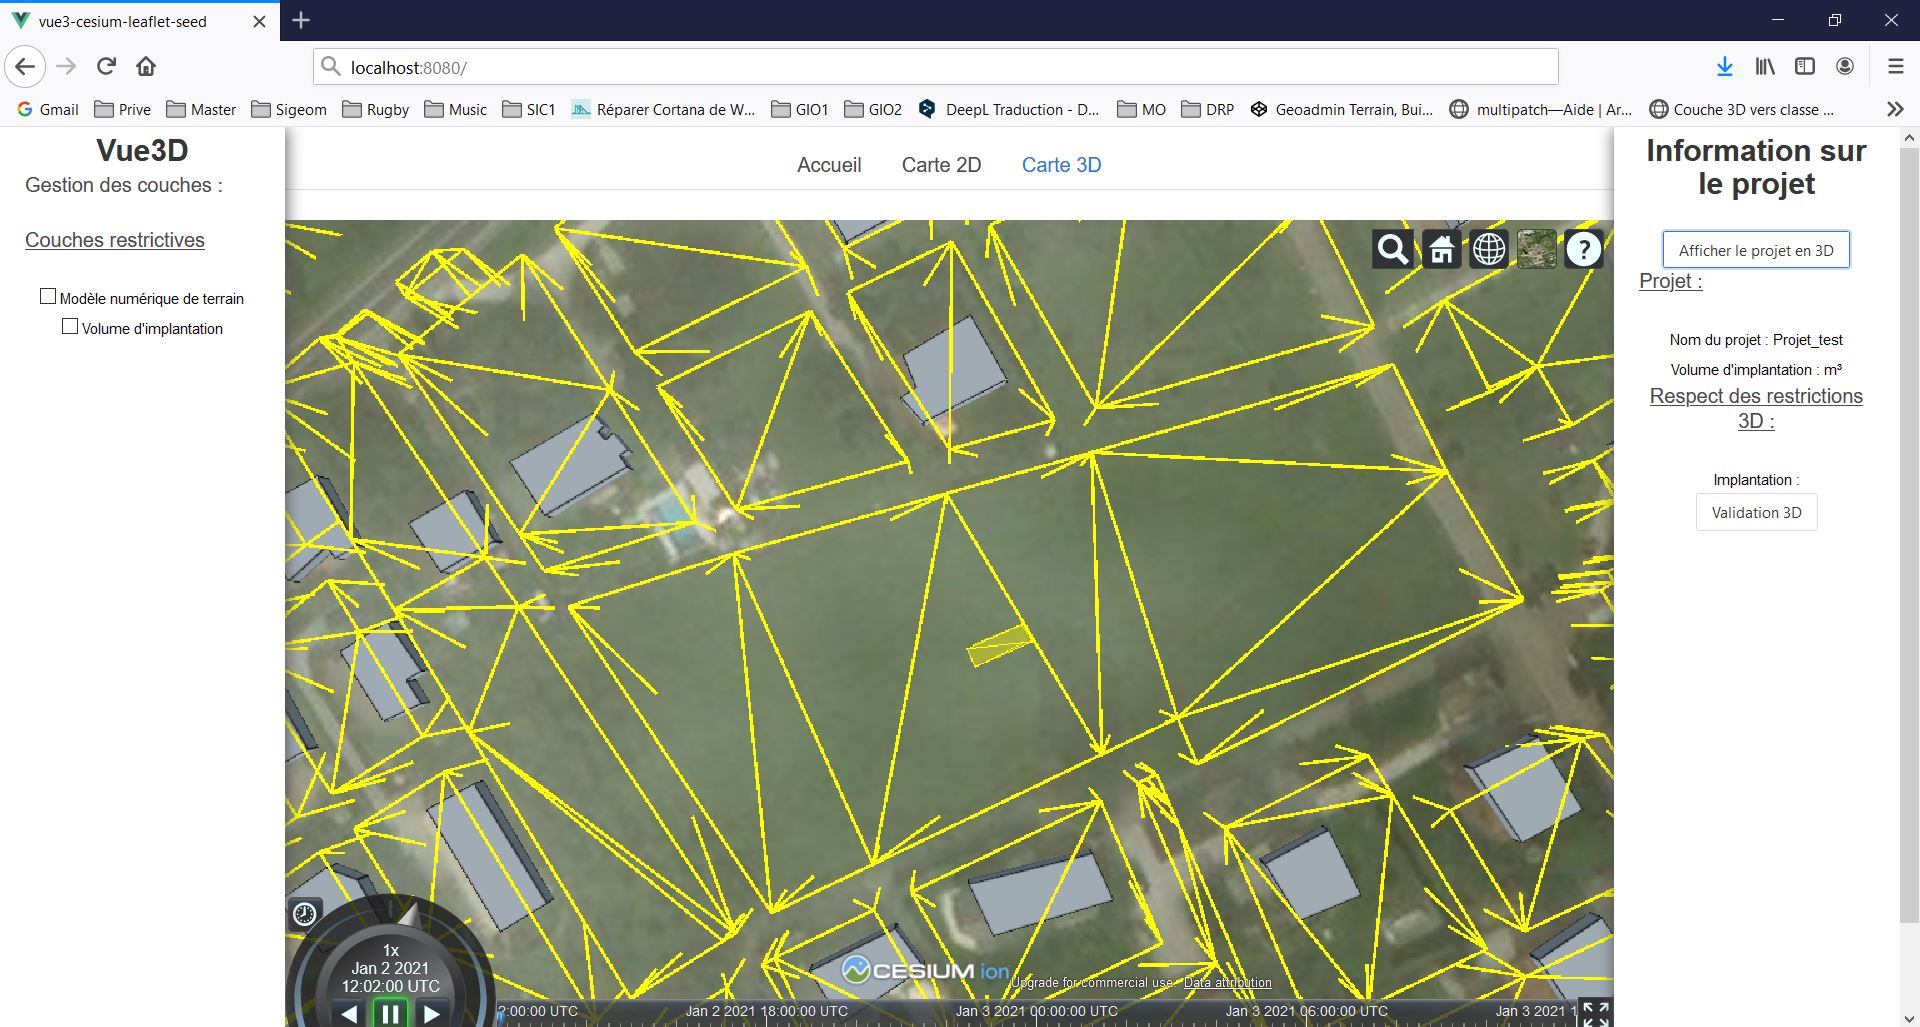 vue3-cesium-leaflet-seed
localhost:8080/
Gmail
Prive
Master
Sigeom
Rugby
Music
SIC1
Réparer Cortana de W...
GIO1
GIO2
DeepL Traduction - D...
MO
DRP
Geoadmin Terrain, Bui...
multipatch—Aide | Ar...
Couche 3D vers classe ...
Vue3D
Gestion des couches :
Couches restrictives
Modèle numérique de terrain
Volume d'implantation
Accueil
Carte 2D
Carte 3D
?
Information sur
le projet
Afficher le projet en 3D
Projet :
Nom du projet : Projet_test
Volume d'implantation : m³
Respect des restrictions
3D :
Implantation :
Validation 3D
1x
Jan 2 2021
12:02:00 UTC
CESIUM ion
Upgrade for commercial use.
Data attribution
2:00:00 UTC
Jan 2 2021 18:00:00 UTC
Jan 3 2021 00:00:00 UTC
Jan 3 2021 06:00:00 UTC
Jan 3 2021 1